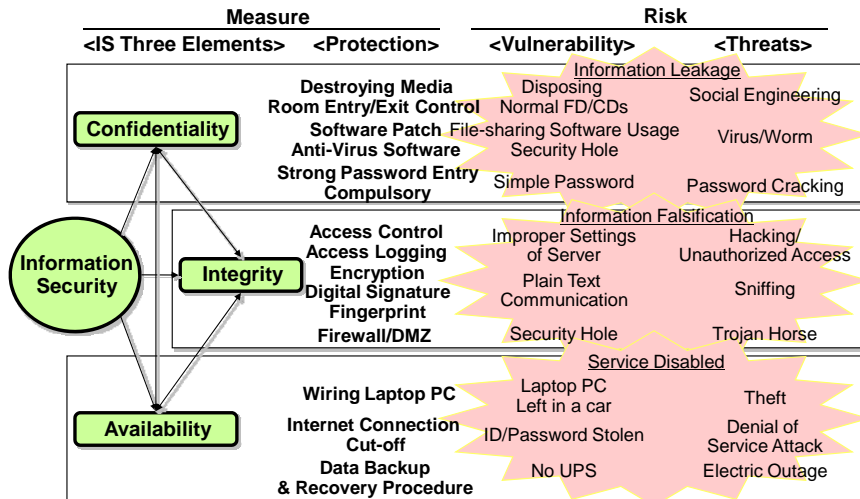 Measure
Risk
<IS Three Elements>
<Protection>
<Vulnerability>
<Threats>
Information Leakage
Confidentiality
Destroying Media
Room Entry/Exit Control
Disposing
Normal FD/CDs
Social Engineering
Software Patch
Anti-Virus Software
File-sharing Software Usage
Security Hole
Virus/Worm
Strong Password Entry
Compulsory
Simple Password
Password Cracking
Information
Security
Information Falsification
Integrity
Access Control
Access Logging
Improper Settings
of Server
Hacking/
Unauthorized Access
Encryption
Digital Signature
Fingerprint
Plain Text
Communication
Sniffing
Firewall/DMZ
Security Hole
Trojan Horse
Service Disabled
Availability
Wiring Laptop PC
Laptop PC
Left in a car
Theft
Internet Connection
Cut-off
ID/Password Stolen
Denial of
Service Attack
Data Backup
& Recovery Procedure
No UPS
Electric Outage